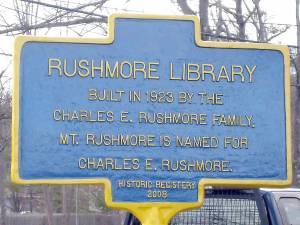 RUSHMORE LIBRARY
BUILT IN 1923 BY THE
CHARLES E. RUSHMORE FAMILY.
MT. RUSHMORE IS NAMED FOR
CHARLES E. RUSHMORE.
HISTORIC REGISTERY
2008